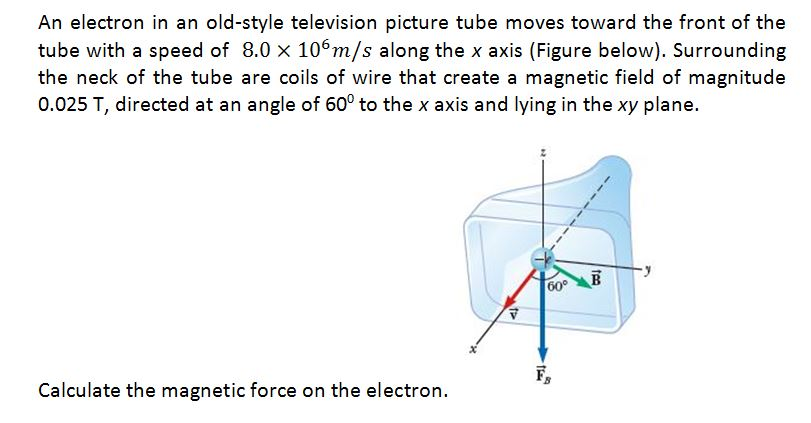 An electron in an old-style television picture tube moves toward the front of the
tube with a speed of 8.0 × 10⁶m/s along the x axis (Figure below). Surrounding
the neck of the tube are coils of wire that create a magnetic field of magnitude
0.025 T, directed at an angle of 60⁰ to the x axis and lying in the xy plane.
z
−e
y
60°
B⃗
v⃗
x
F⃗_B
Calculate the magnetic force on the electron.